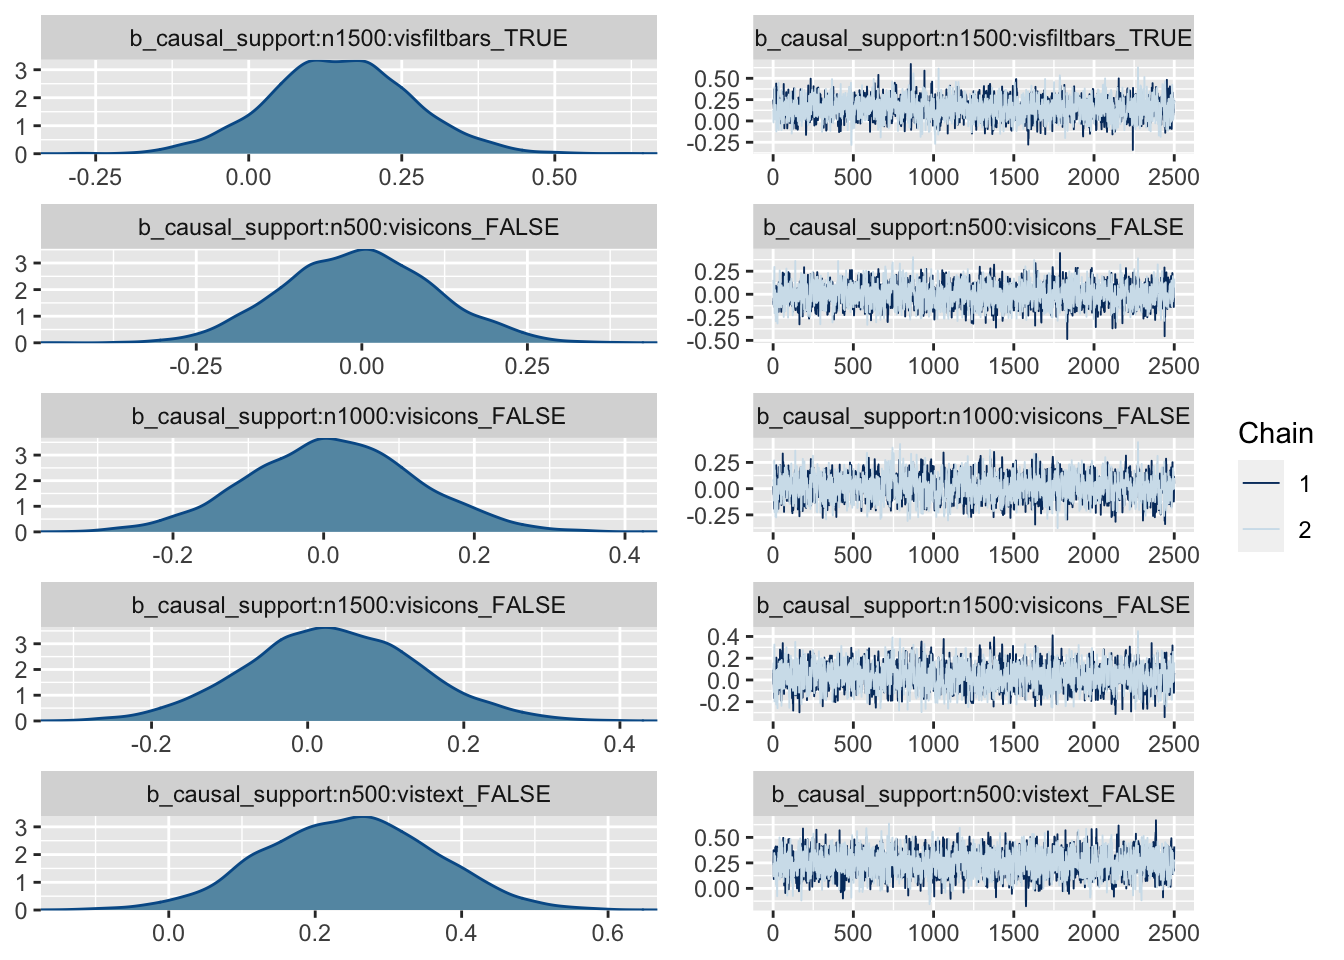 b_causal_support:n1500:visfiltbars_TRUE
3
2
1
0
-0.25 0.00 0.25 0.50
b_causal_support:n1500:visfiltbars_TRUE
0.50
0.25
0.00
-0.25
0 500 1000 1500 2000 2500
b_causal_support:n500:visicons_FALSE
3
2
1
0
-0.25 0.00 0.25
b_causal_support:n500:visicons_FALSE
0.25
0.00
-0.25
-0.50
0 500 1000 1500 2000 2500
b_causal_support:n1000:visicons_FALSE
3
2
1
0
-0.2 0.0 0.2 0.4
b_causal_support:n1000:visicons_FALSE
0.25
0.00
-0.25
0 500 1000 1500 2000 2500
b_causal_support:n1500:visicons_FALSE
3
2
1
0
-0.2 0.0 0.2 0.4
b_causal_support:n1500:visicons_FALSE
0.4
0.2
0.0
-0.2
0 500 1000 1500 2000 2500
b_causal_support:n500:vistext_FALSE
3
2
1
0
0.0 0.2 0.4 0.6
b_causal_support:n500:vistext_FALSE
0.50
0.25
0.00
0 500 1000 1500 2000 2500
Chain
1
2